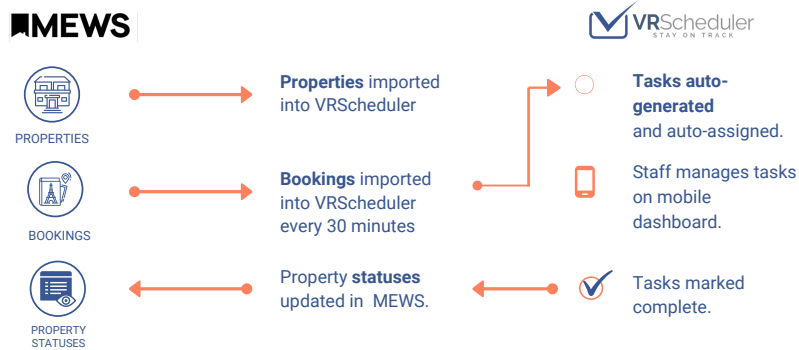 MEWS
VRScheduler
STAY ON TRACK
PROPERTIES
Properties imported
into VRScheduler
Tasks auto-
generated
and auto-assigned.
BOOKINGS
Bookings imported
into VRScheduler
every 30 minutes
Staff manages tasks
on mobile
dashboard.
PROPERTY
STATUSES
Property statuses
updated in  MEWS.
Tasks marked
complete.